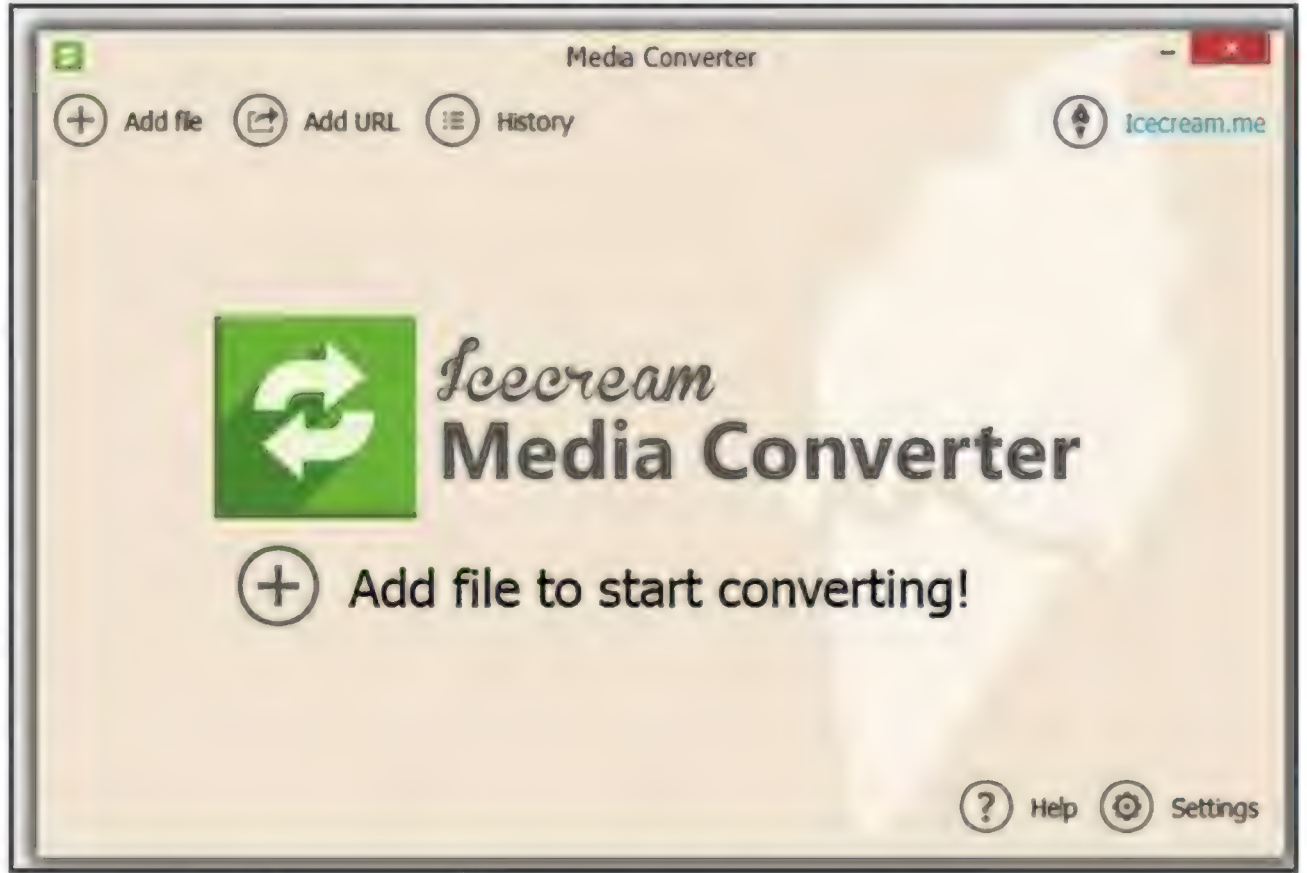 Media Converter
Add file Add URL History Icecream.me
Icecream
Media Converter
Add file to start converting!
Help Settings